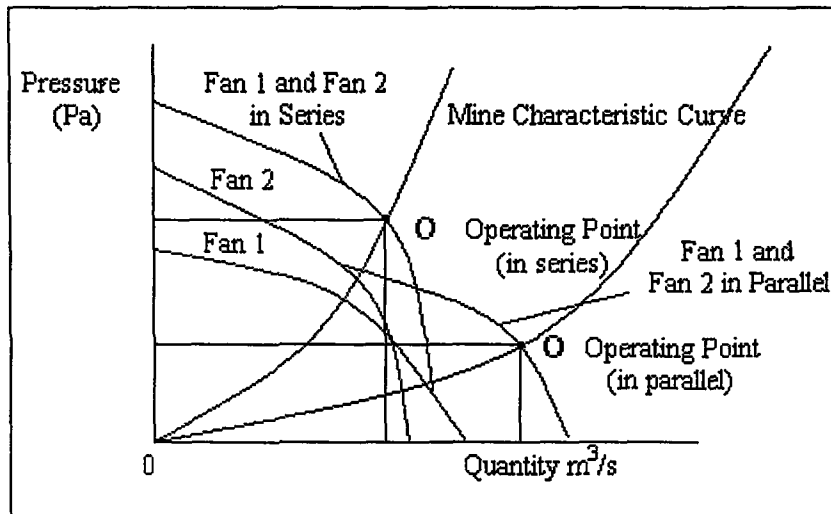 Pressure
(Pa)
Fan 1 and Fan 2
in Series
Mine Characteristic Curve
Fan 2
Fan 1
O Operating Point
(in series)
Fan 1 and
Fan 2 in Parallel
O Operating Point
(in parallel)
0
Quantity m³/s